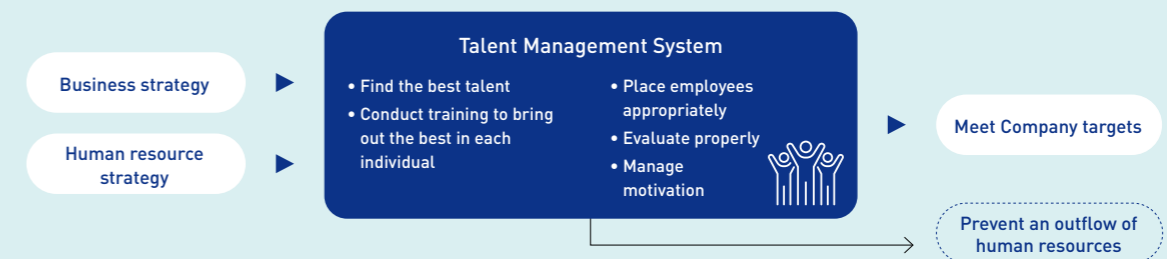 Business strategy
Human resource
strategy
Talent Management System
• Find the best talent
• Conduct training to bring
out the best in each
individual
• Place employees
appropriately
• Evaluate properly
• Manage
motivation
Meet Company targets
Prevent an outflow of
human resources